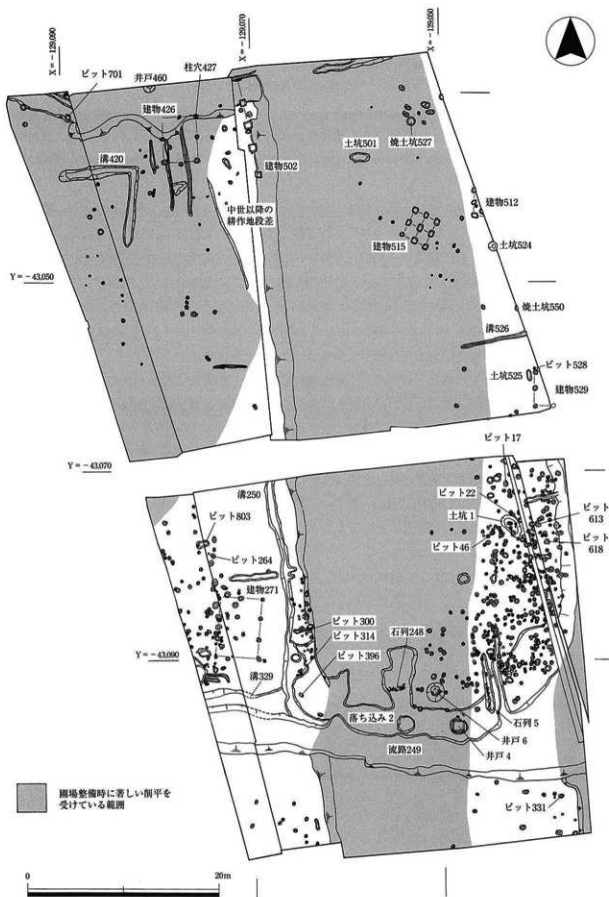 X=-129,090
X=-129,070
X=-129,050
ピット701
井戸460
柱穴427
建物426
溝420
建物502
中世以降の
耕作地段差
土坑501
焼土坑527
建物512
建物515
土坑524
Y=-43,050
焼土坑550
溝526
ピット528
土坑525
建物529
Y=-43,070
ピット17
溝250
ピット22
土坑1
ピット46
ピット
613
ピット
618
ピット803
ピット264
建物271
ピット300
ピット314
石列248
ピット396
Y=-43,090
溝329
落ち込み2
石列5
井戸6
流路249
井戸4
圃場整備時に著しい削平を
受けている範囲
ピット331
0
20m